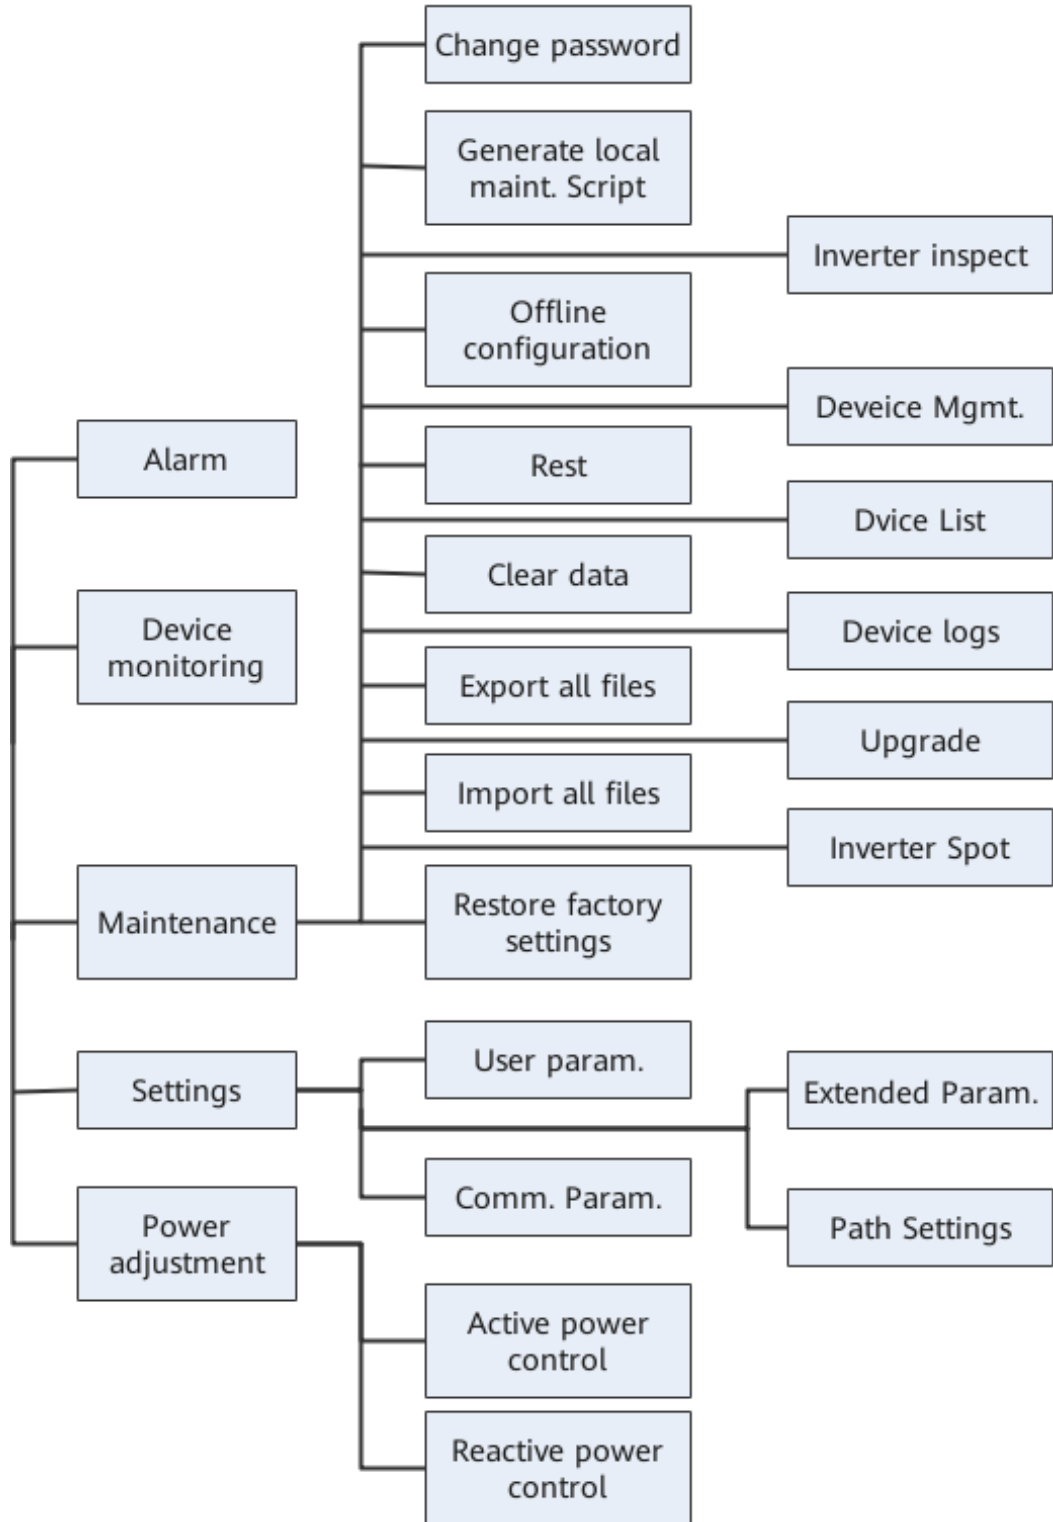 Change password
Generate local
maint. Script
Inverter inspect
Offline
configuration
Deveice Mgmt.
Alarm
Rest
Dvice List
Clear data
Device
monitoring
Device logs
Export all files
Upgrade
Import all files
Inverter Spot
Maintenance
Restore factory
settings
User param.
Settings
Extended Param.
Comm. Param.
Path Settings
Power
adjustment
Active power
control
Reactive power
control